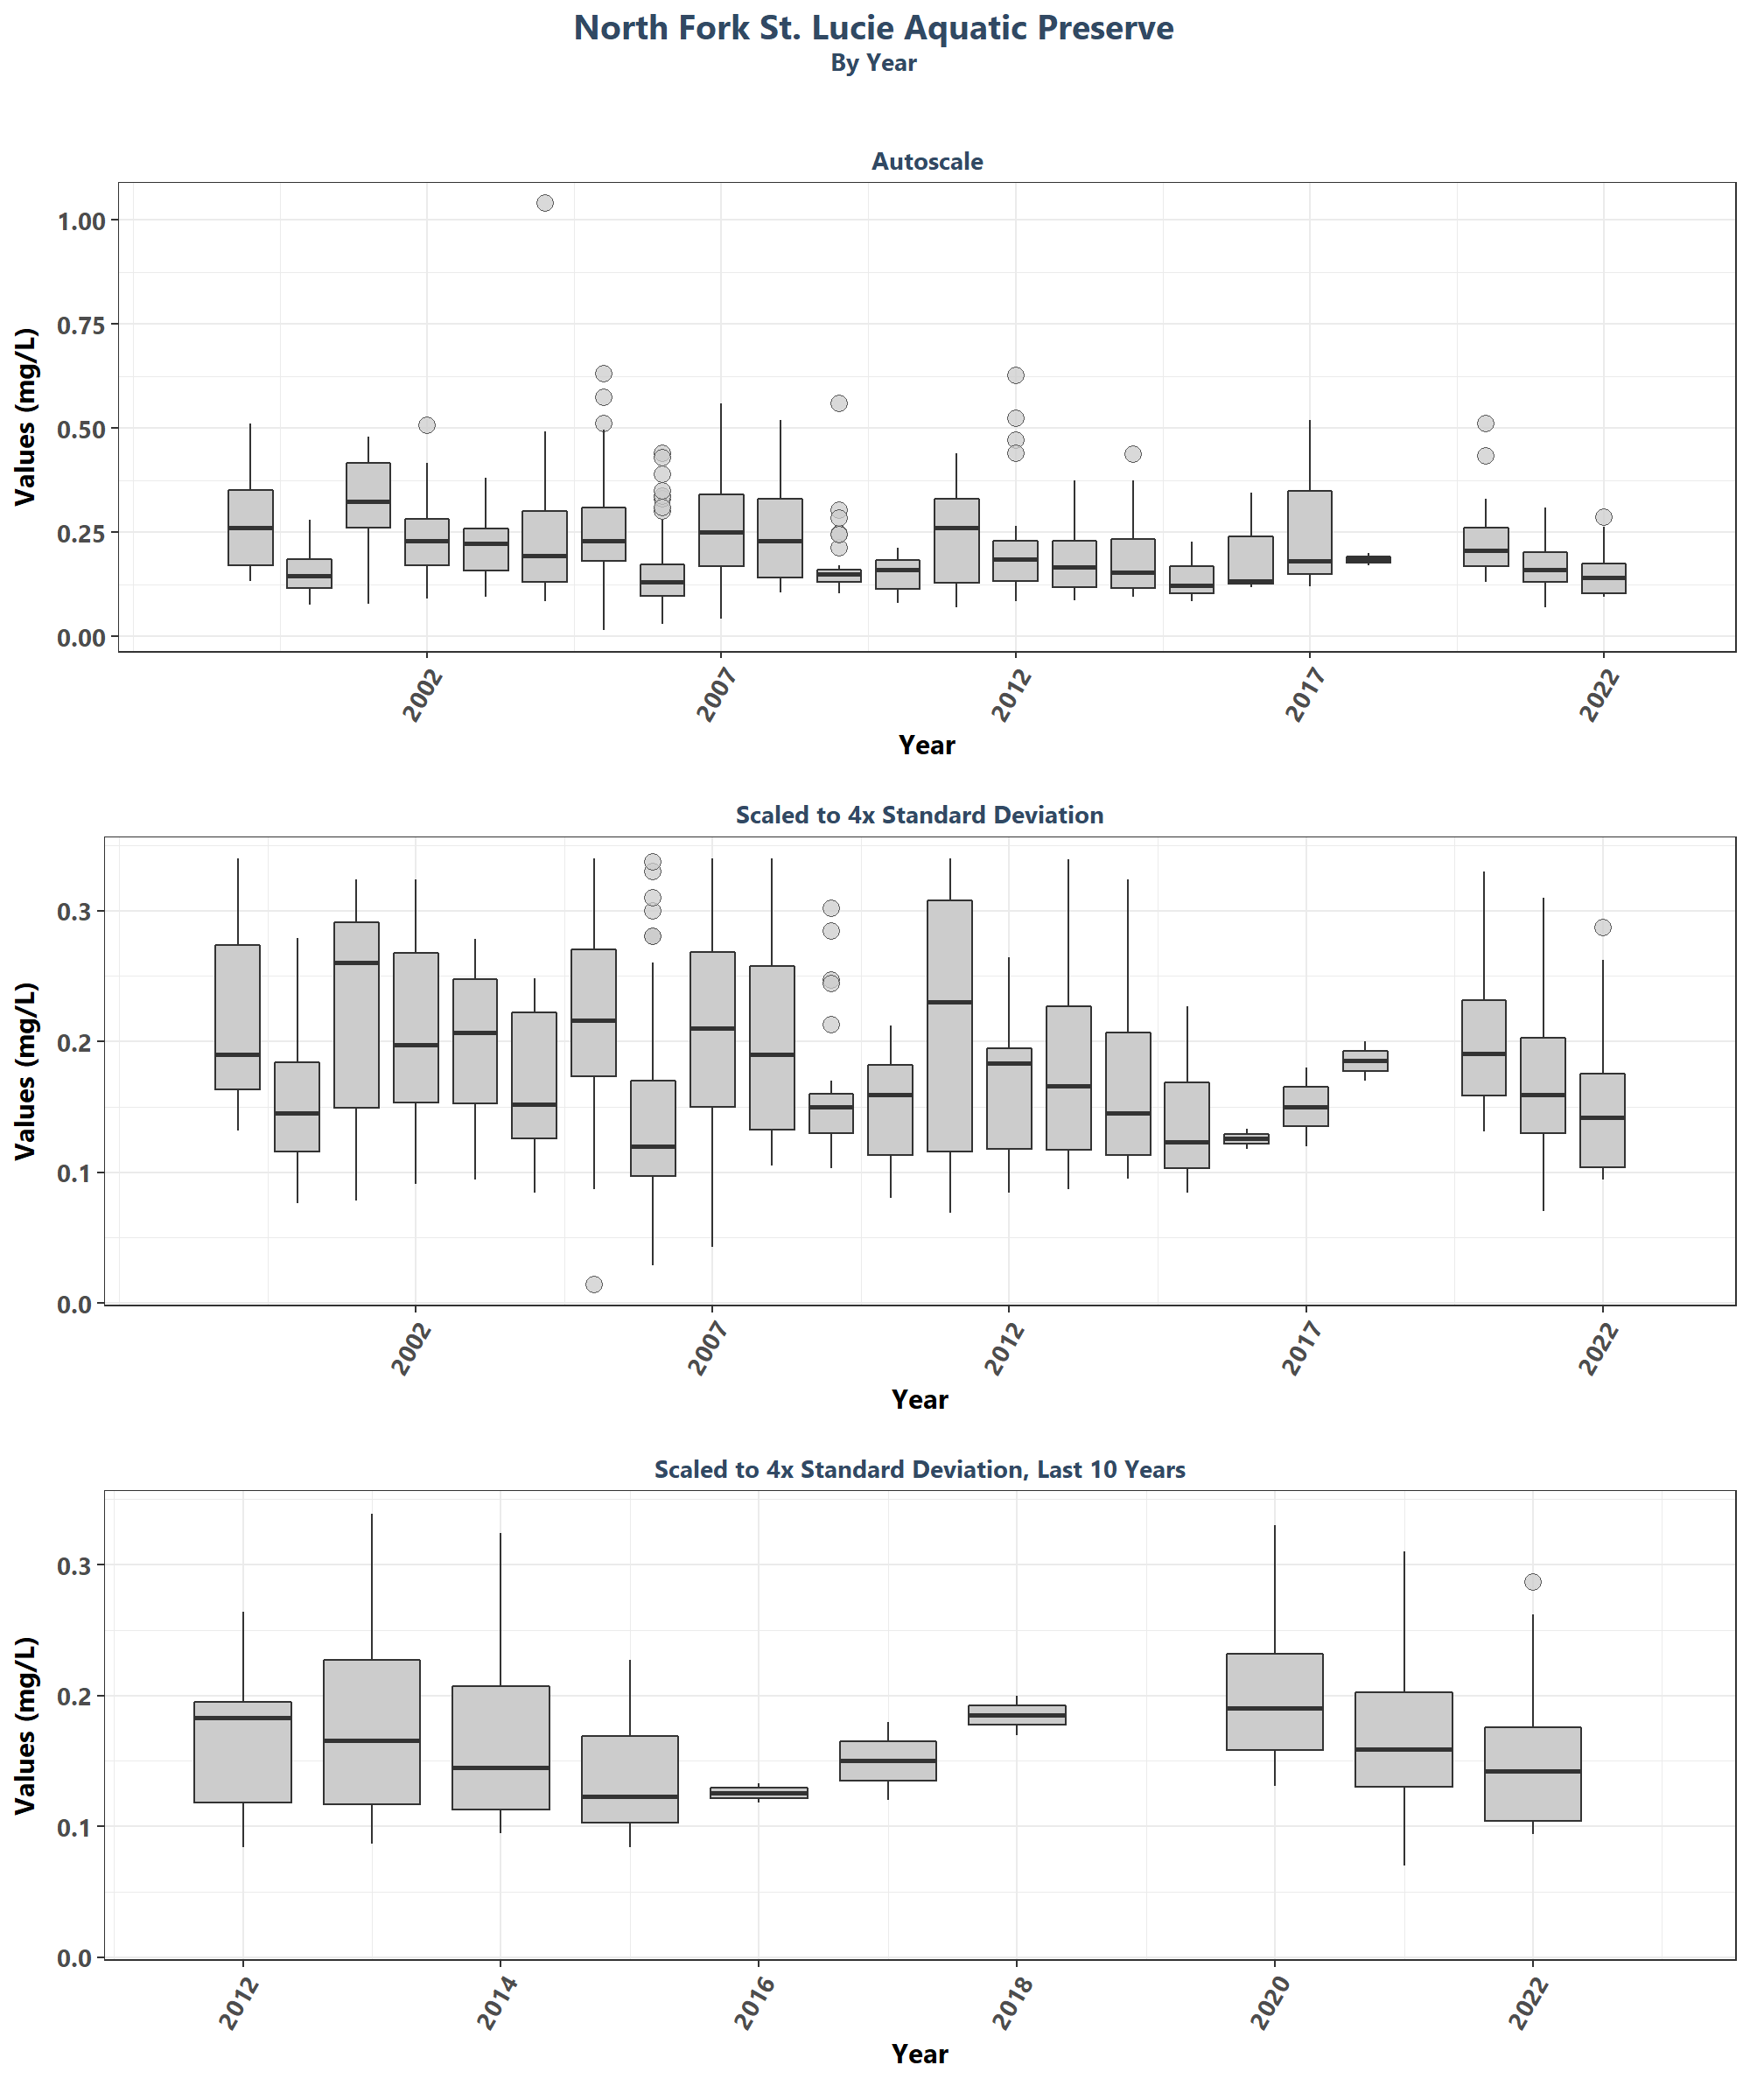 North Fork St. Lucie Aquatic Preserve
By Year
Autoscale
Values (mg/L)
1.00
0.75
0.50
0.25
0.00
2002 2007 2012 2017 2022
Year
Scaled to 4x Standard Deviation
Values (mg/L)
0.3
0.2
0.1
0.0
2002 2007 2012 2017 2022
Year
Scaled to 4x Standard Deviation, Last 10 Years
Values (mg/L)
0.3
0.2
0.1
0.0
2012 2014 2016 2018 2020 2022
Year